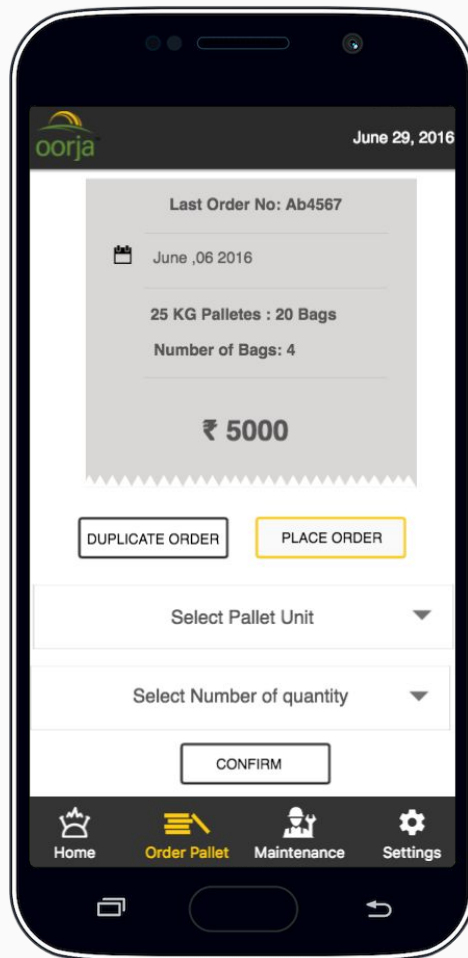 oorja
June 29, 2016
Last Order No: Ab4567
June ,06 2016
25 KG Palletes : 20 Bags
Number of Bags: 4
₹ 5000
DUPLICATE ORDER
PLACE ORDER
Select Pallet Unit
Select Number of quantity
CONFIRM
Home
Order Pallet
Maintenance
Settings